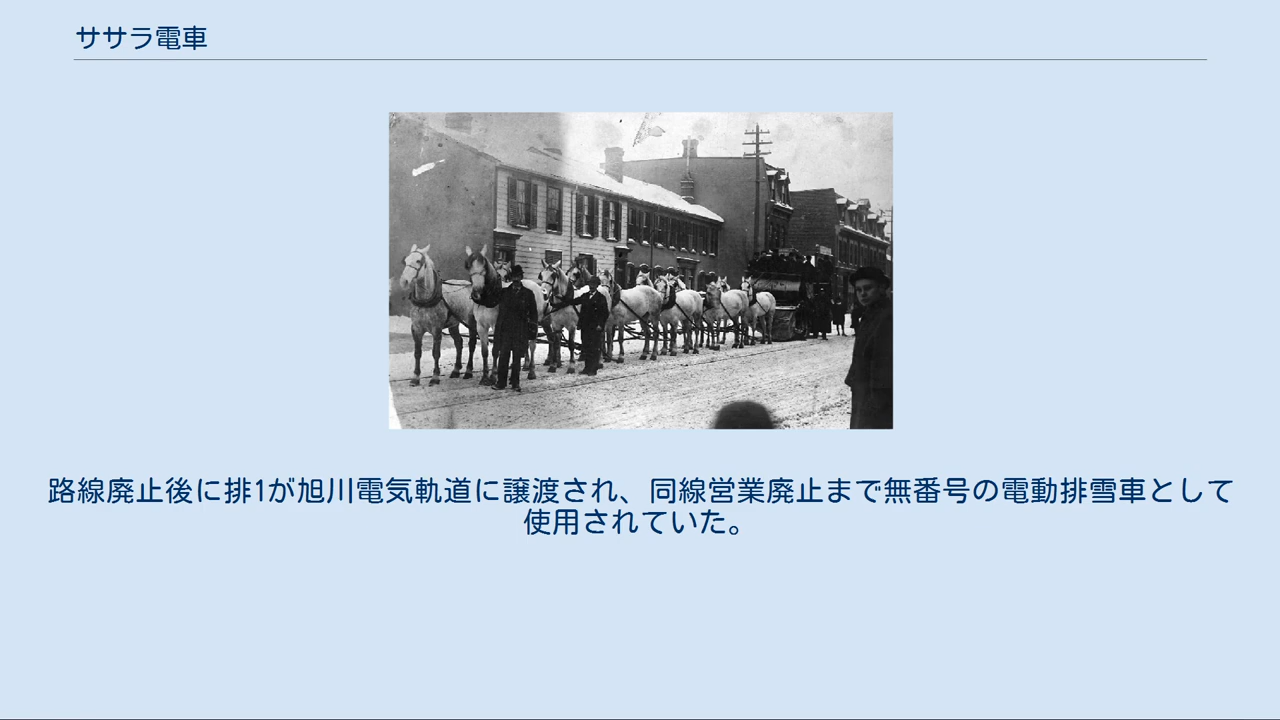 ササラ電車
路線廃止後に排1が旭川電気軌道に譲渡され、同線営業廃止まで無番号の電動排雪車として
使用されていた。